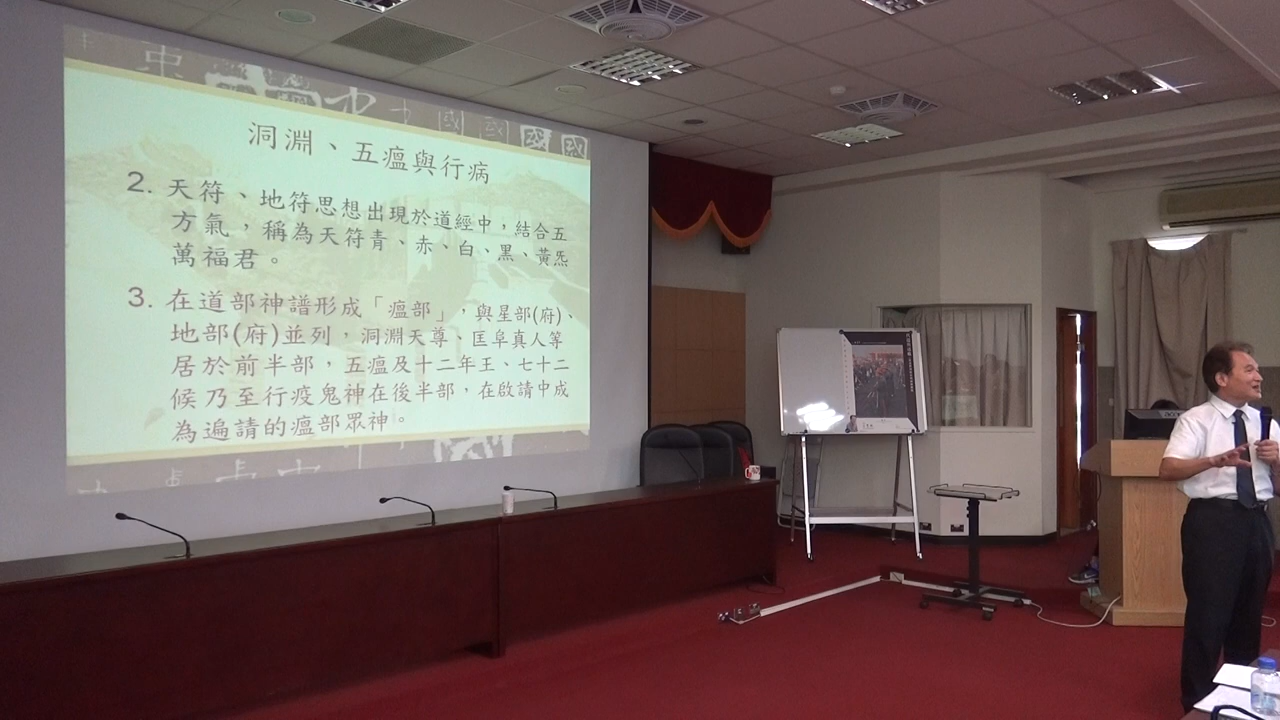 洞淵、五瘟與行病
2. 天符、地符思想出現於道經中，結合五
方氣，稱為天符青、赤、白、黑、黃炁
萬福君。
3. 在道部神譜形成「瘟部」，與星部(府)、
地部(府)並列，洞淵天尊、匡阜真人等
居於前半部，五瘟及十二年王、七十二
候乃至行疫鬼神在後半部，在啟請中成
為遍請的瘟部眾神。
acer